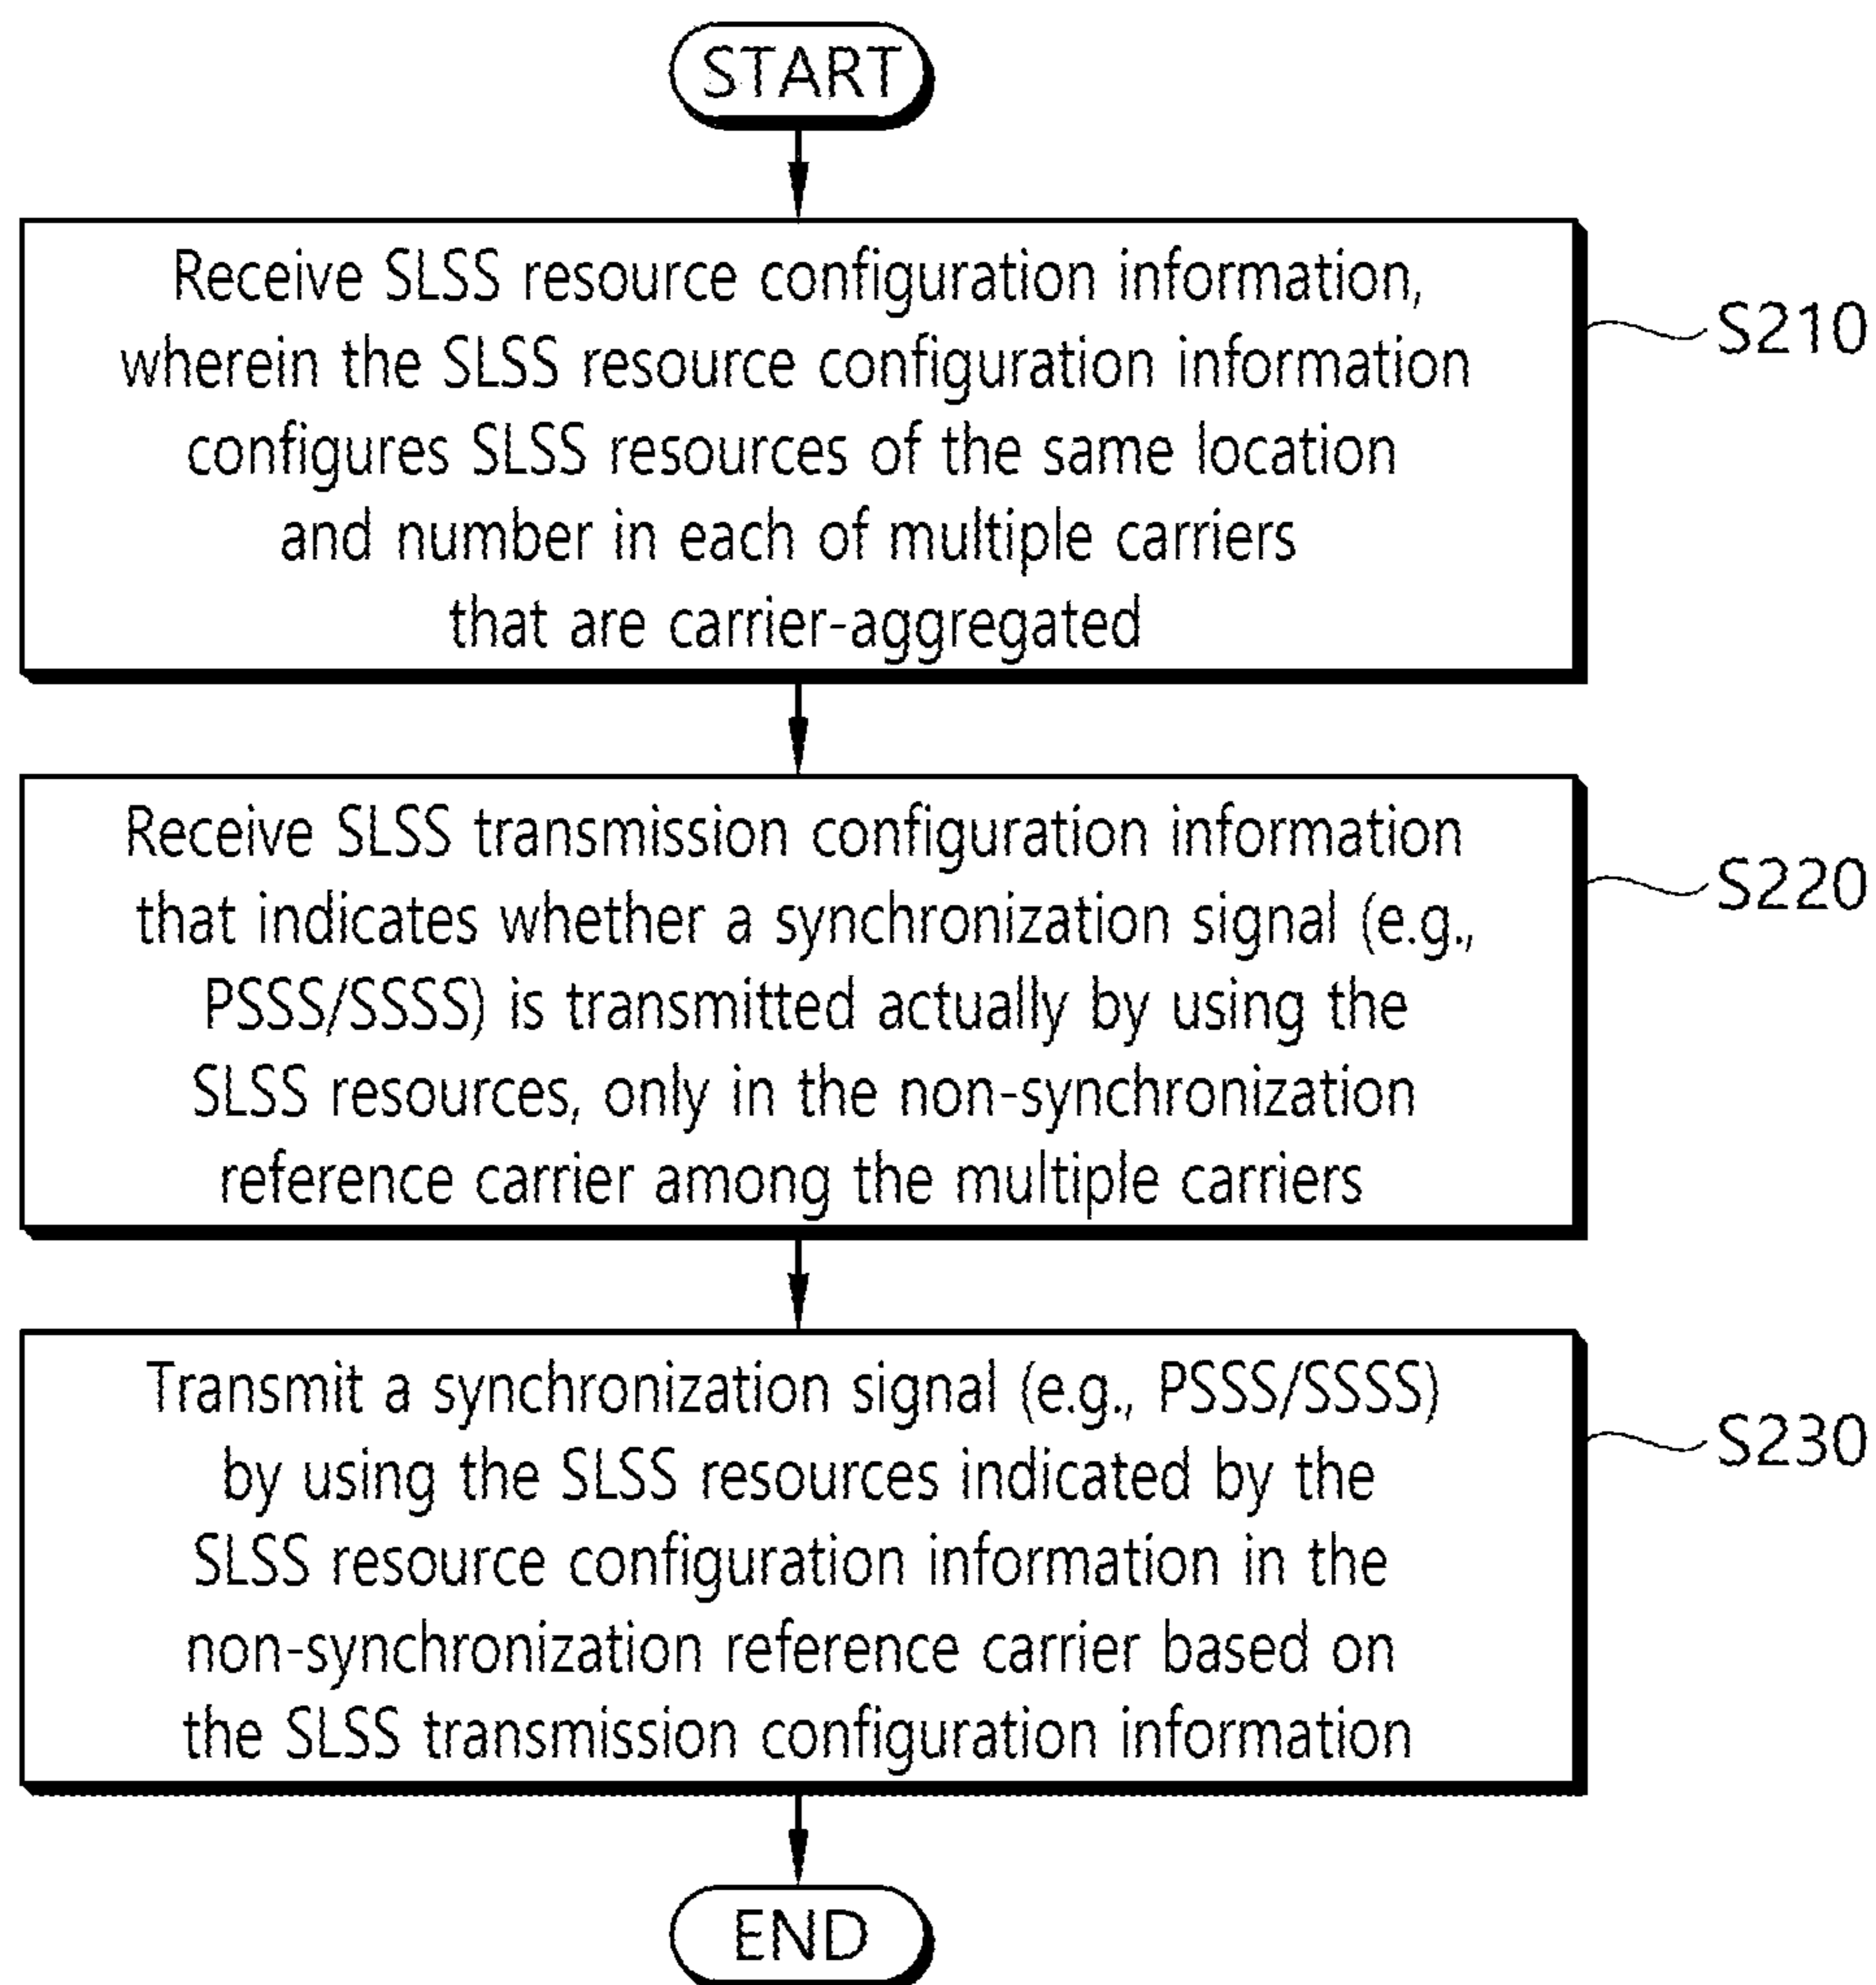 START
Receive SLSS resource configuration information,
wherein the SLSS resource configuration information
configures SLSS resources of the same location
and number in each of multiple carriers
that are carrier-aggregated
S210
Receive SLSS transmission configuration information
that indicates whether a synchronization signal (e.g.,
PSSS/SSSS) is transmitted actually by using the
SLSS resources, only in the non-synchronization
reference carrier among the multiple carriers
S220
Transmit a synchronization signal (e.g., PSSS/SSSS)
by using the SLSS resources indicated by the
SLSS resource configuration information in the
non-synchronization reference carrier based on
the SLSS transmission configuration information
S230
END